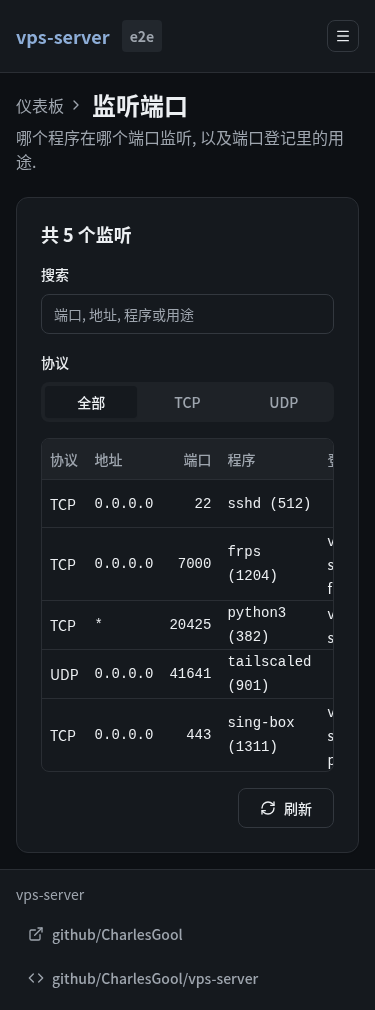 vps-server e2e
仪表板 > 监听端口
哪个程序在哪个端口监听, 以及端口登记里的用
途.
共 5 个监听
搜索
端口, 地址, 程序或用途
协议
全部 TCP UDP
协议 地址 端口 程序
TCP 0.0.0.0 22 sshd (512)
TCP 0.0.0.0 7000 frps
(1204)
TCP * 20425 python3
(382)
UDP 0.0.0.0 41641 tailscaled
(901)
TCP 0.0.0.0 443 sing-box
(1311)
刷新
vps-server
github/CharlesGool
github/CharlesGool/vps-server